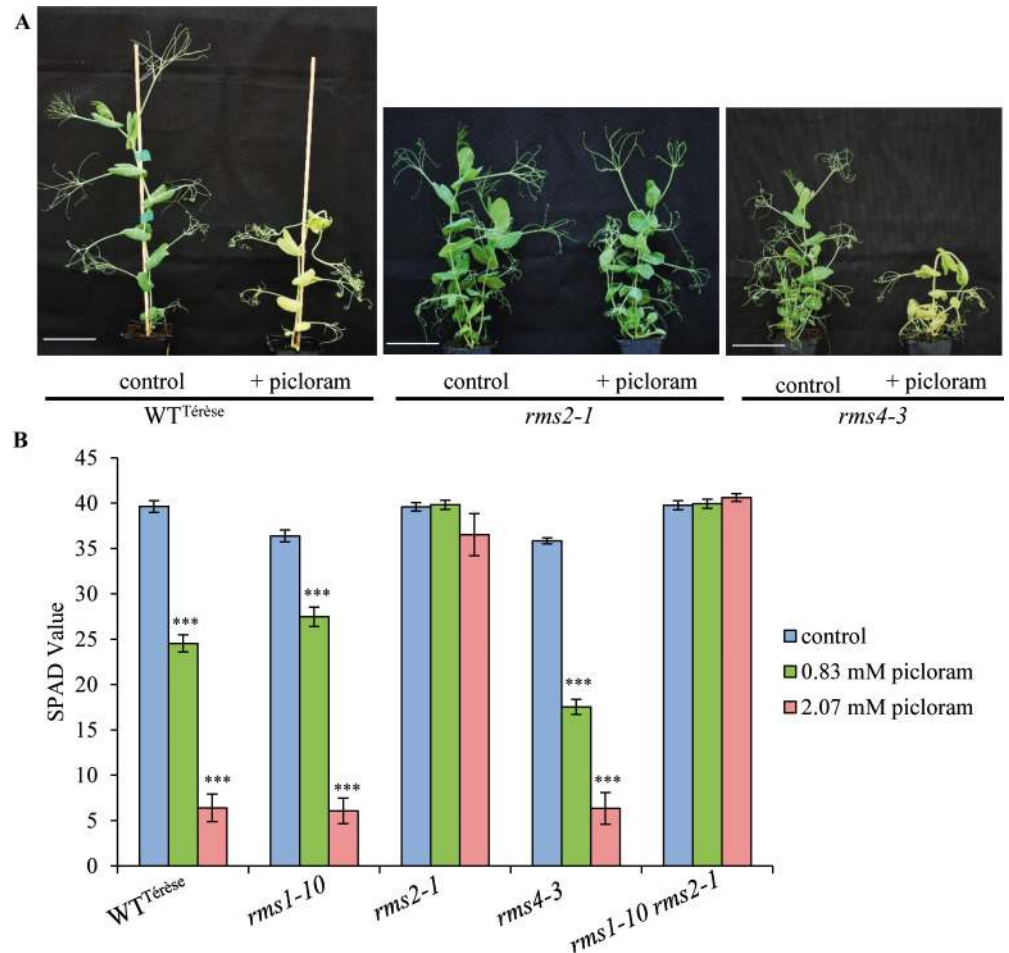 A
control + picloram control + picloram control + picloram
WT^Térèse rms2-1 rms4-3
B
45
40
35
30
25
20
15
10
5
0
SPAD Value
*** *** *** *** *** ***
control
0.83 mM picloram
2.07 mM picloram
WT^Térèse rms1-10 rms2-1 rms4-3 rms1-10 rms2-1